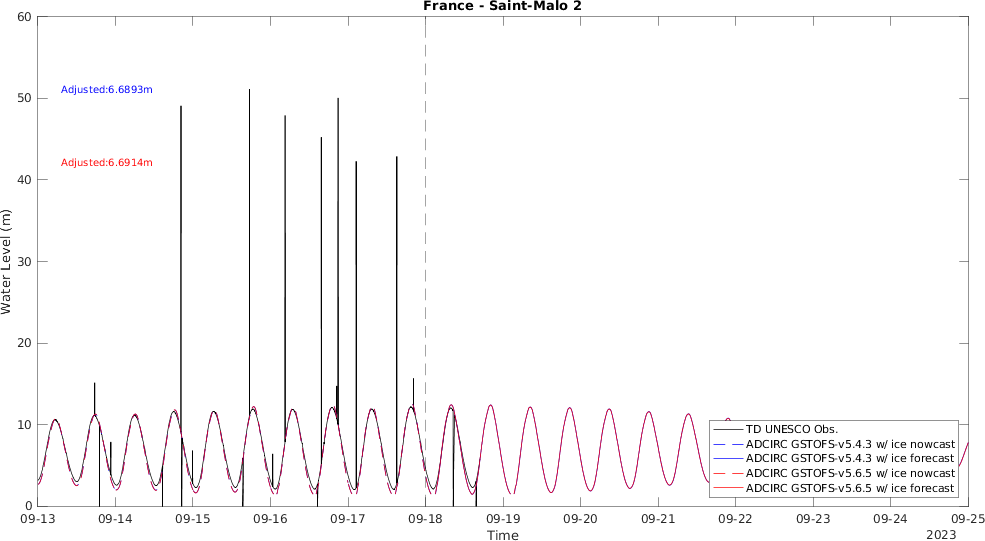 France - Saint-Malo 2
60
50
40
30
20
10
0
Water Level (m)
Adjusted:6.6893m
Adjusted:6.6914m
TD UNESCO Obs.
ADCIRC GSTOFS-v5.4.3 w/ ice nowcast
ADCIRC GSTOFS-v5.4.3 w/ ice forecast
ADCIRC GSTOFS-v5.6.5 w/ ice nowcast
ADCIRC GSTOFS-v5.6.5 w/ ice forecast
09-13 09-14 09-15 09-16 09-17 09-18 09-19 09-20 09-21 09-22 09-23 09-24 09-25
Time
2023